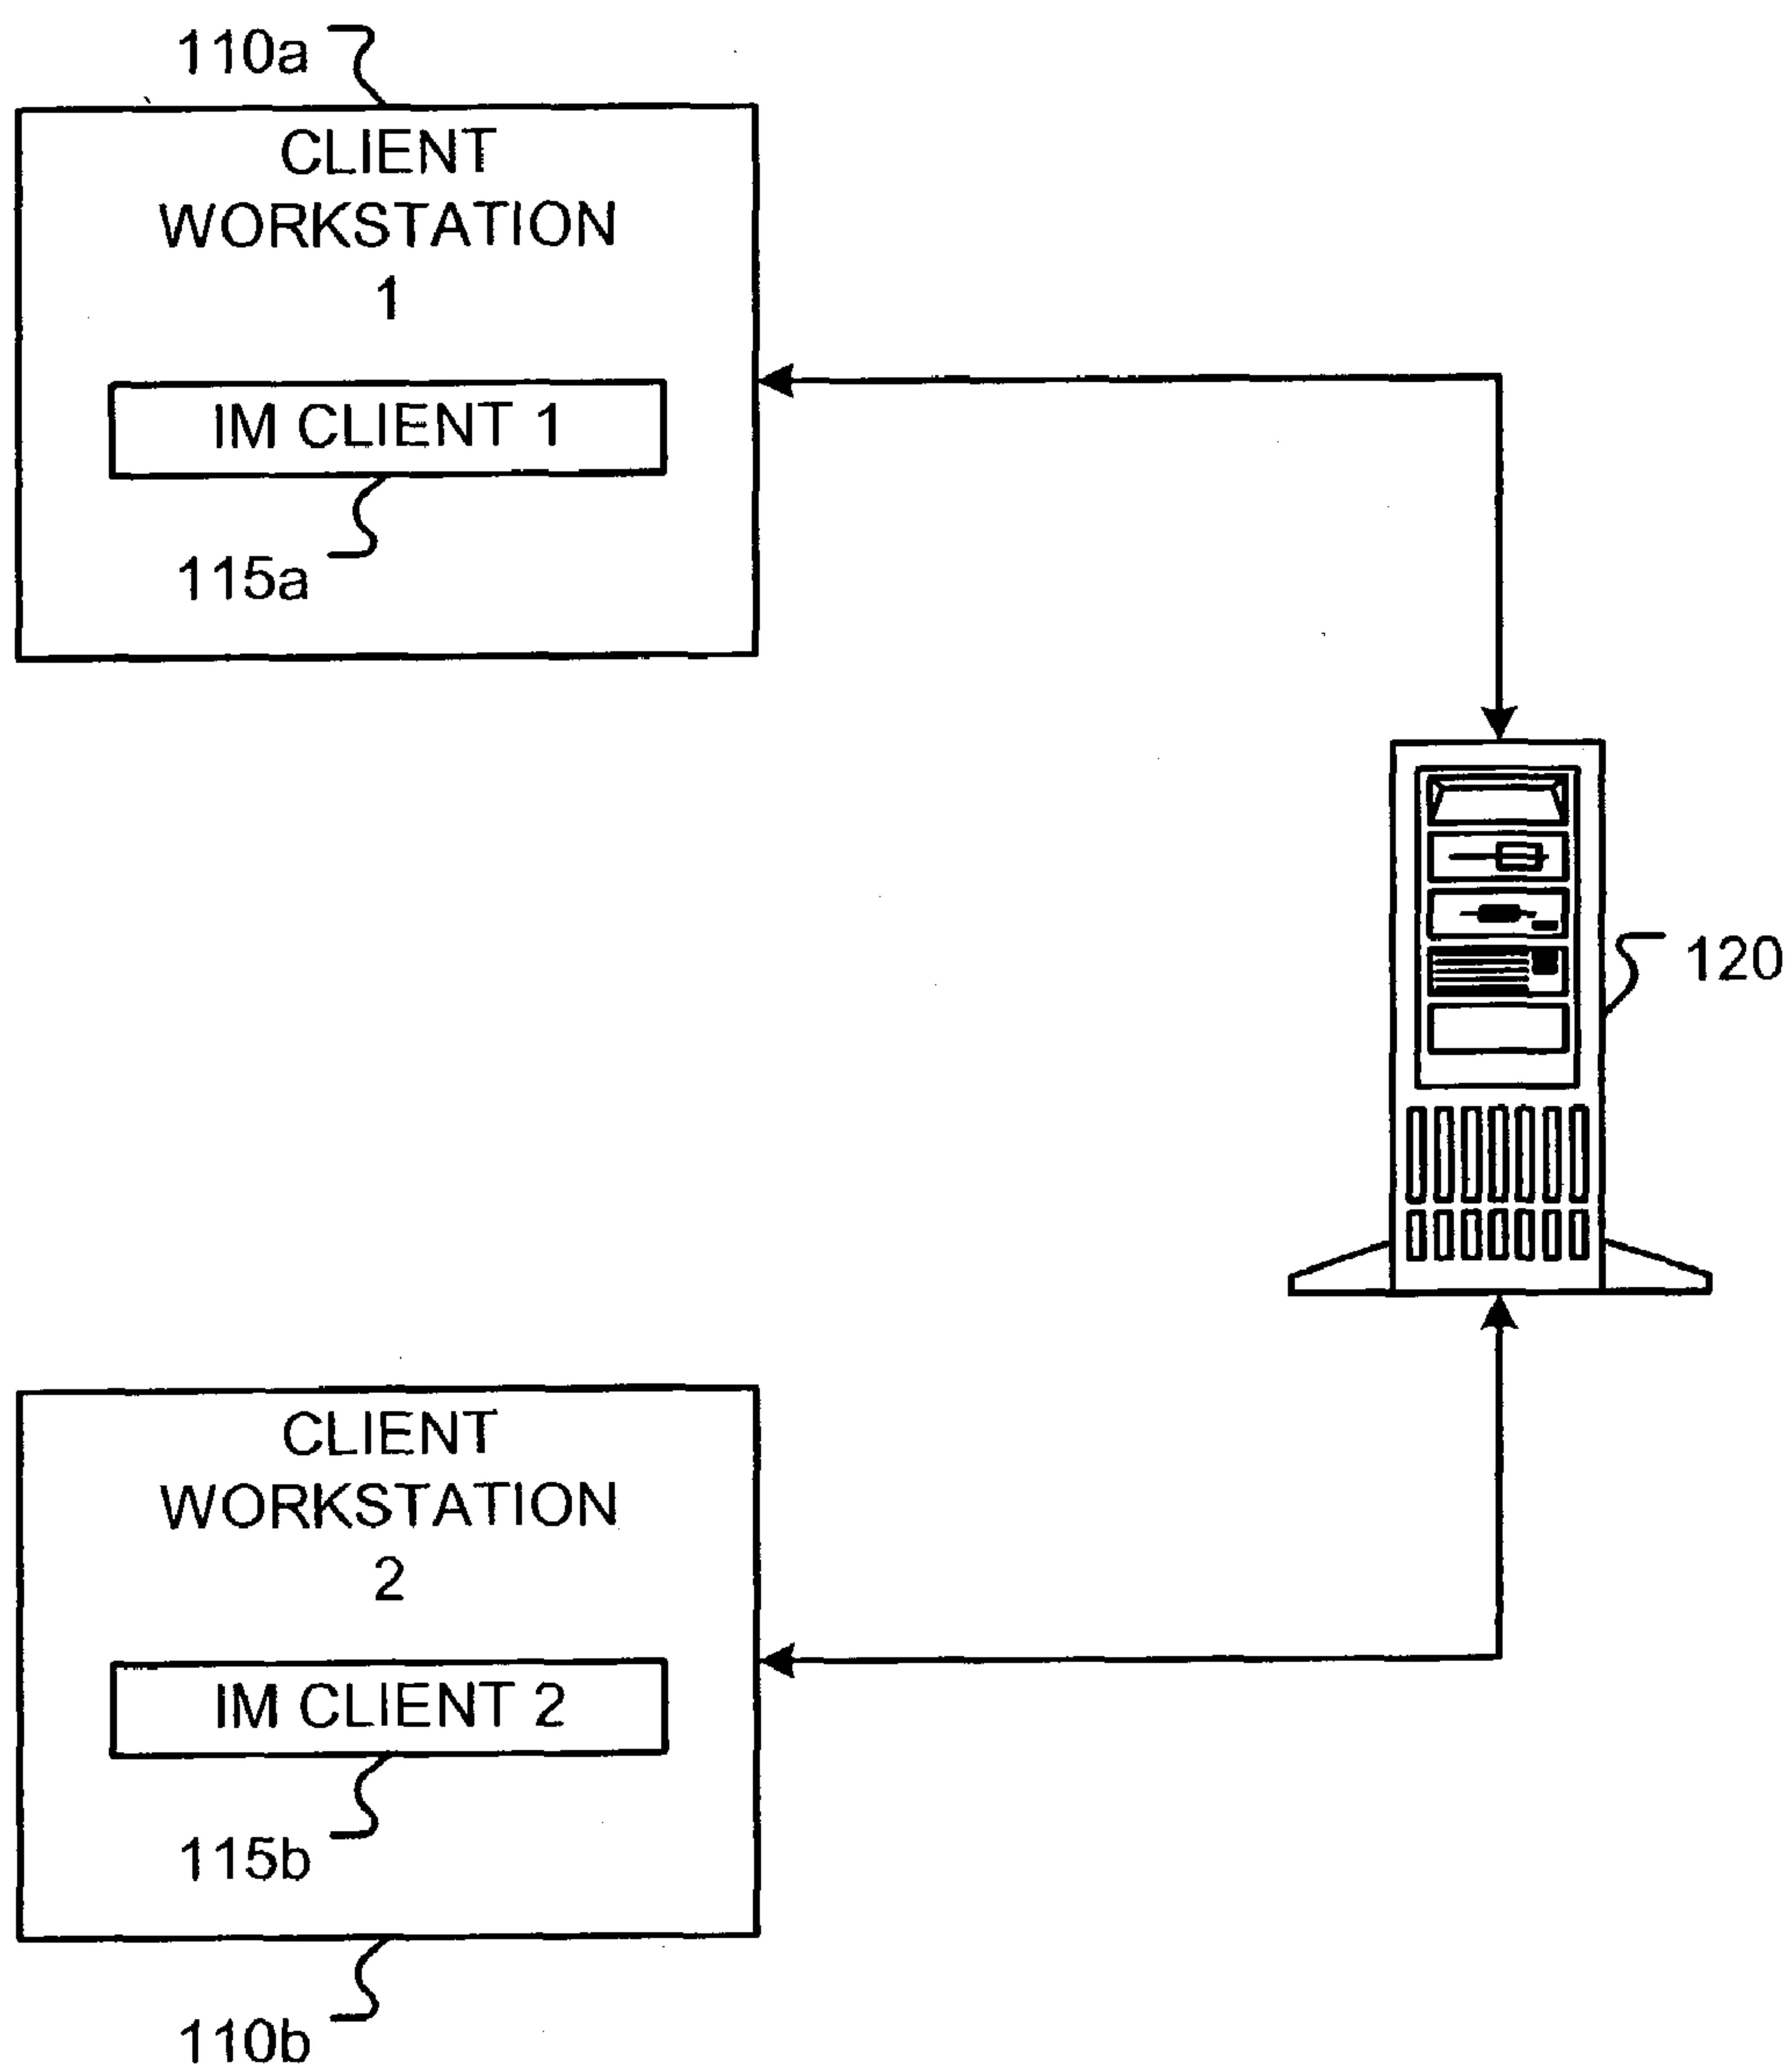 110a
CLIENT
WORKSTATION
1
IM CLIENT 1
115a
120
CLIENT
WORKSTATION
2
IM CLIENT 2
115b
110b